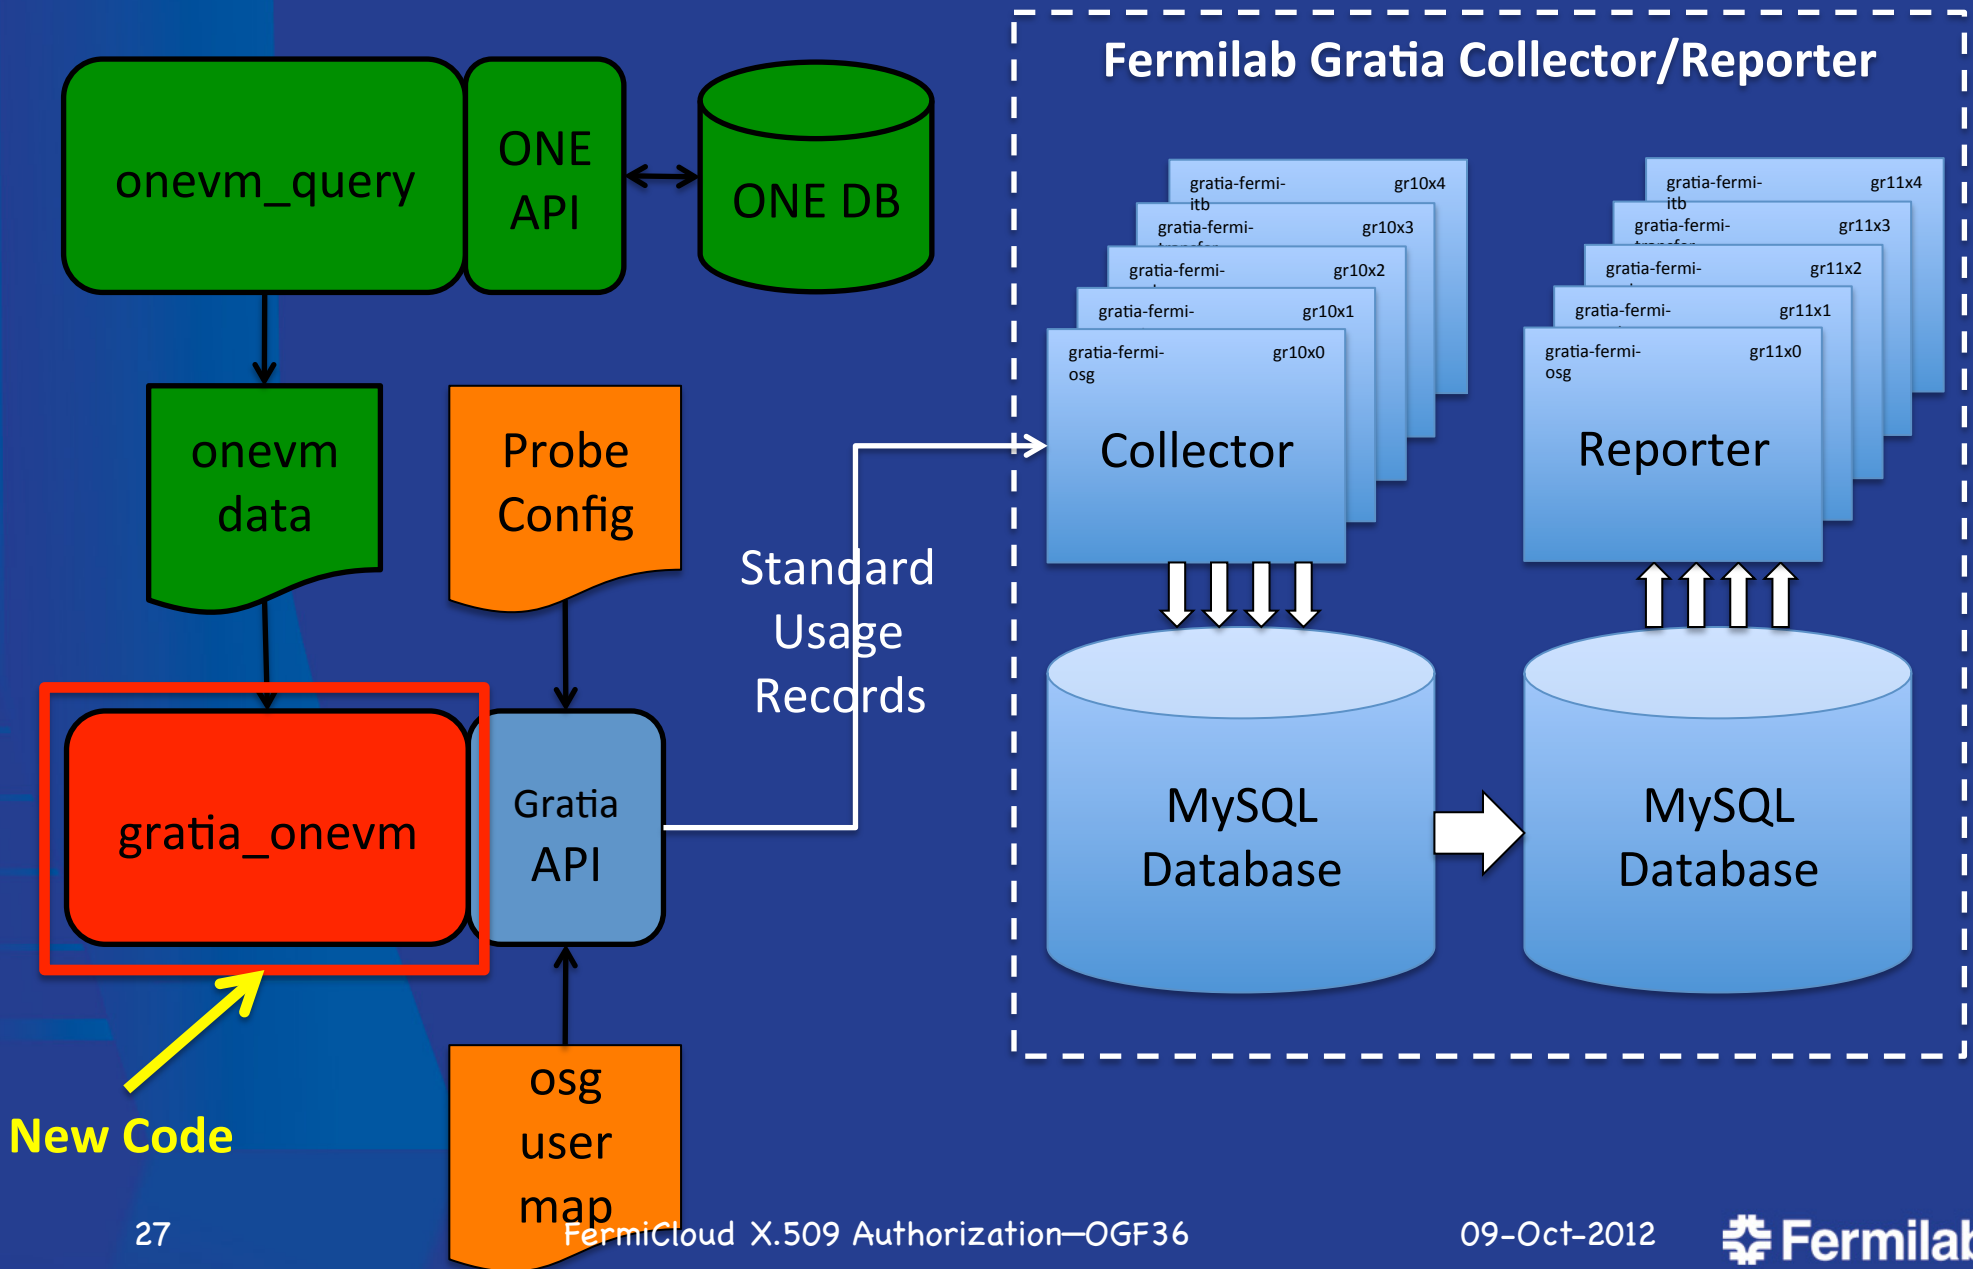 Fermilab Gratia Collector/Reporter
onevm_query
ONE
API
ONE DB
gratia-fermi-
itb
gr10x4
gratia-fermi-
gr10x3
gratia-fermi-
gr10x2
gratia-fermi-
gr10x1
gratia-fermi-
osg
gr10x0
Collector
gratia-fermi-
itb
gr11x4
gratia-fermi-
gr11x3
gratia-fermi-
gr11x2
gratia-fermi-
gr11x1
gratia-fermi-
osg
gr11x0
Reporter
onevm
data
Probe
Config
Standard
Usage
Records
gratia_onevm
Gratia
API
MySQL
Database
MySQL
Database
New Code
osg
user
map
27
FermiCloud X.509 Authorization—OGF36
09-Oct-2012
Fermilab